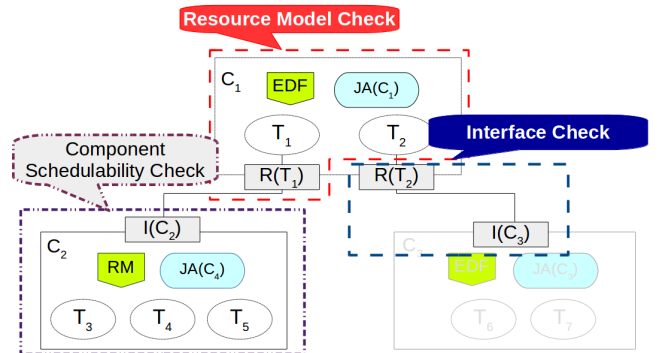 Resource Model Check
C1
EDF
JA(C1)
T1
T2
Interface Check
Component
Schedulability Check
R(T1)
R(T2)
I(C2)
I(C3)
C2
RM
JA(C4)
T3
T4
T5
EDF
T6
T7